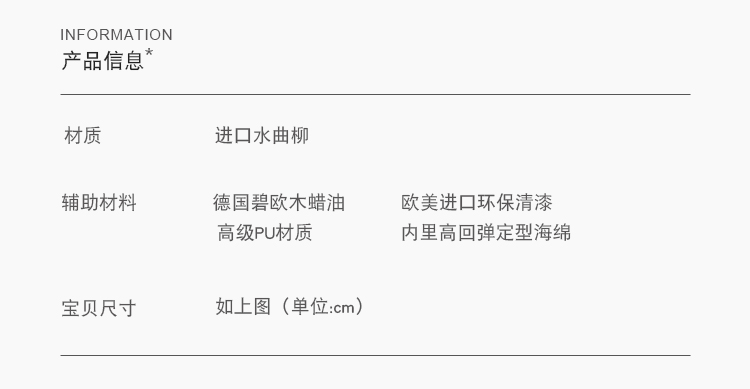 INFORMATION
产品信息*
材质 进口水曲柳
辅助材料 德国碧欧木蜡油 欧美进口环保清漆
高级PU材质 内里高回弹定型海绵
宝贝尺寸 如上图（单位:cm）